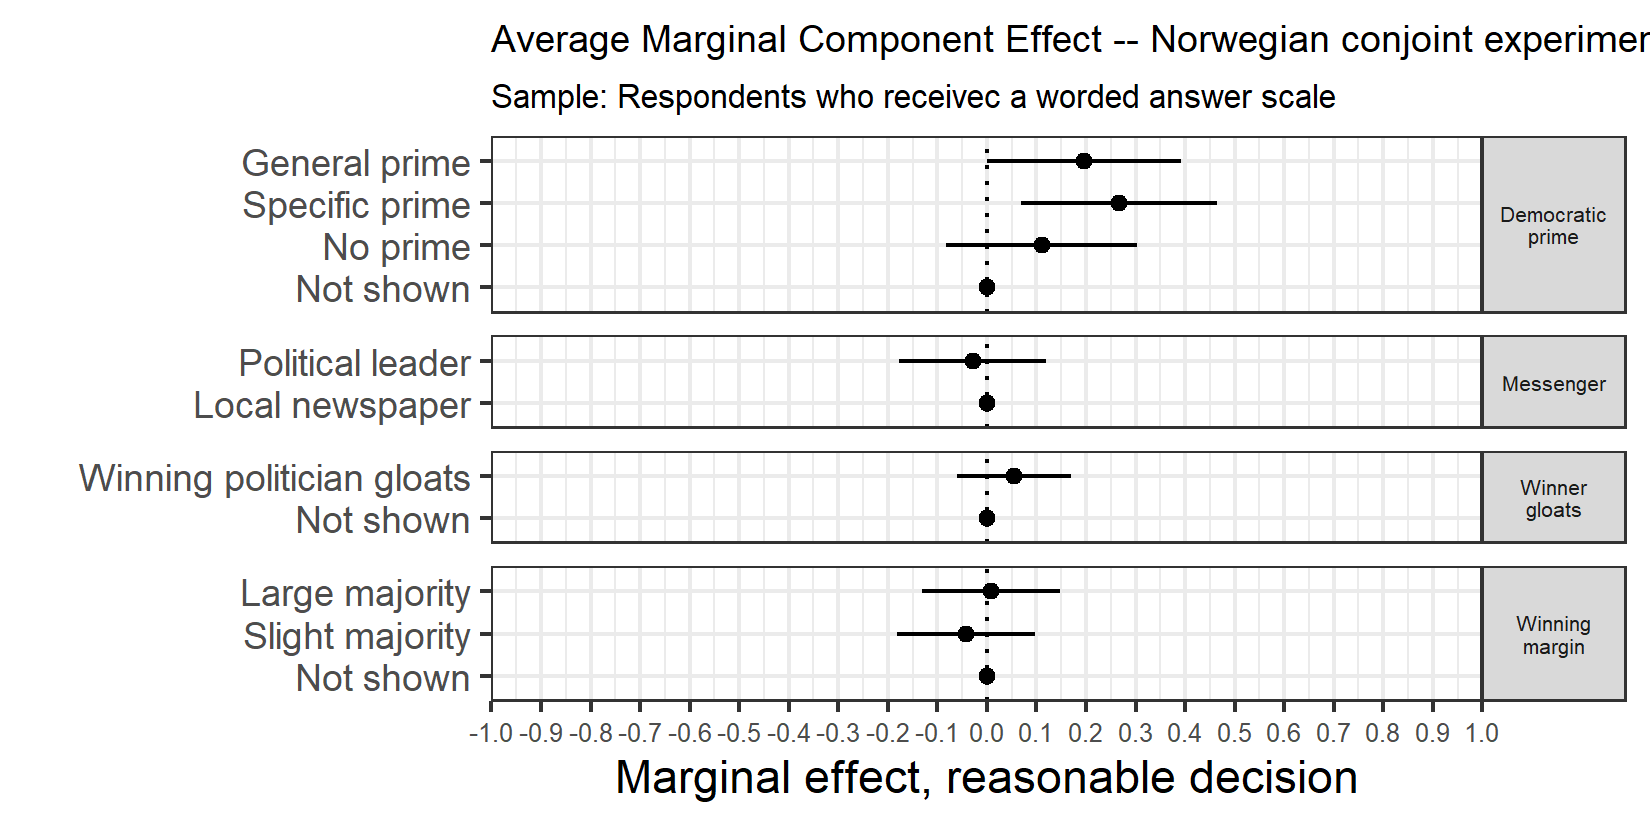 Average Marginal Component Effect -- Norwegian conjoint experimen
Sample: Respondents who receivec a worded answer scale
General prime
Specific prime
No prime
Not shown
Democratic
prime
Political leader
Local newspaper
Messenger
Winning politician gloats
Not shown
Winner
gloats
Large majority
Slight majority
Not shown
Winning
margin
-1.0 -0.9 -0.8 -0.7 -0.6 -0.5 -0.4 -0.3 -0.2 -0.1 0.0 0.1 0.2 0.3 0.4 0.5 0.6 0.7 0.8 0.9 1.0
Marginal effect, reasonable decision